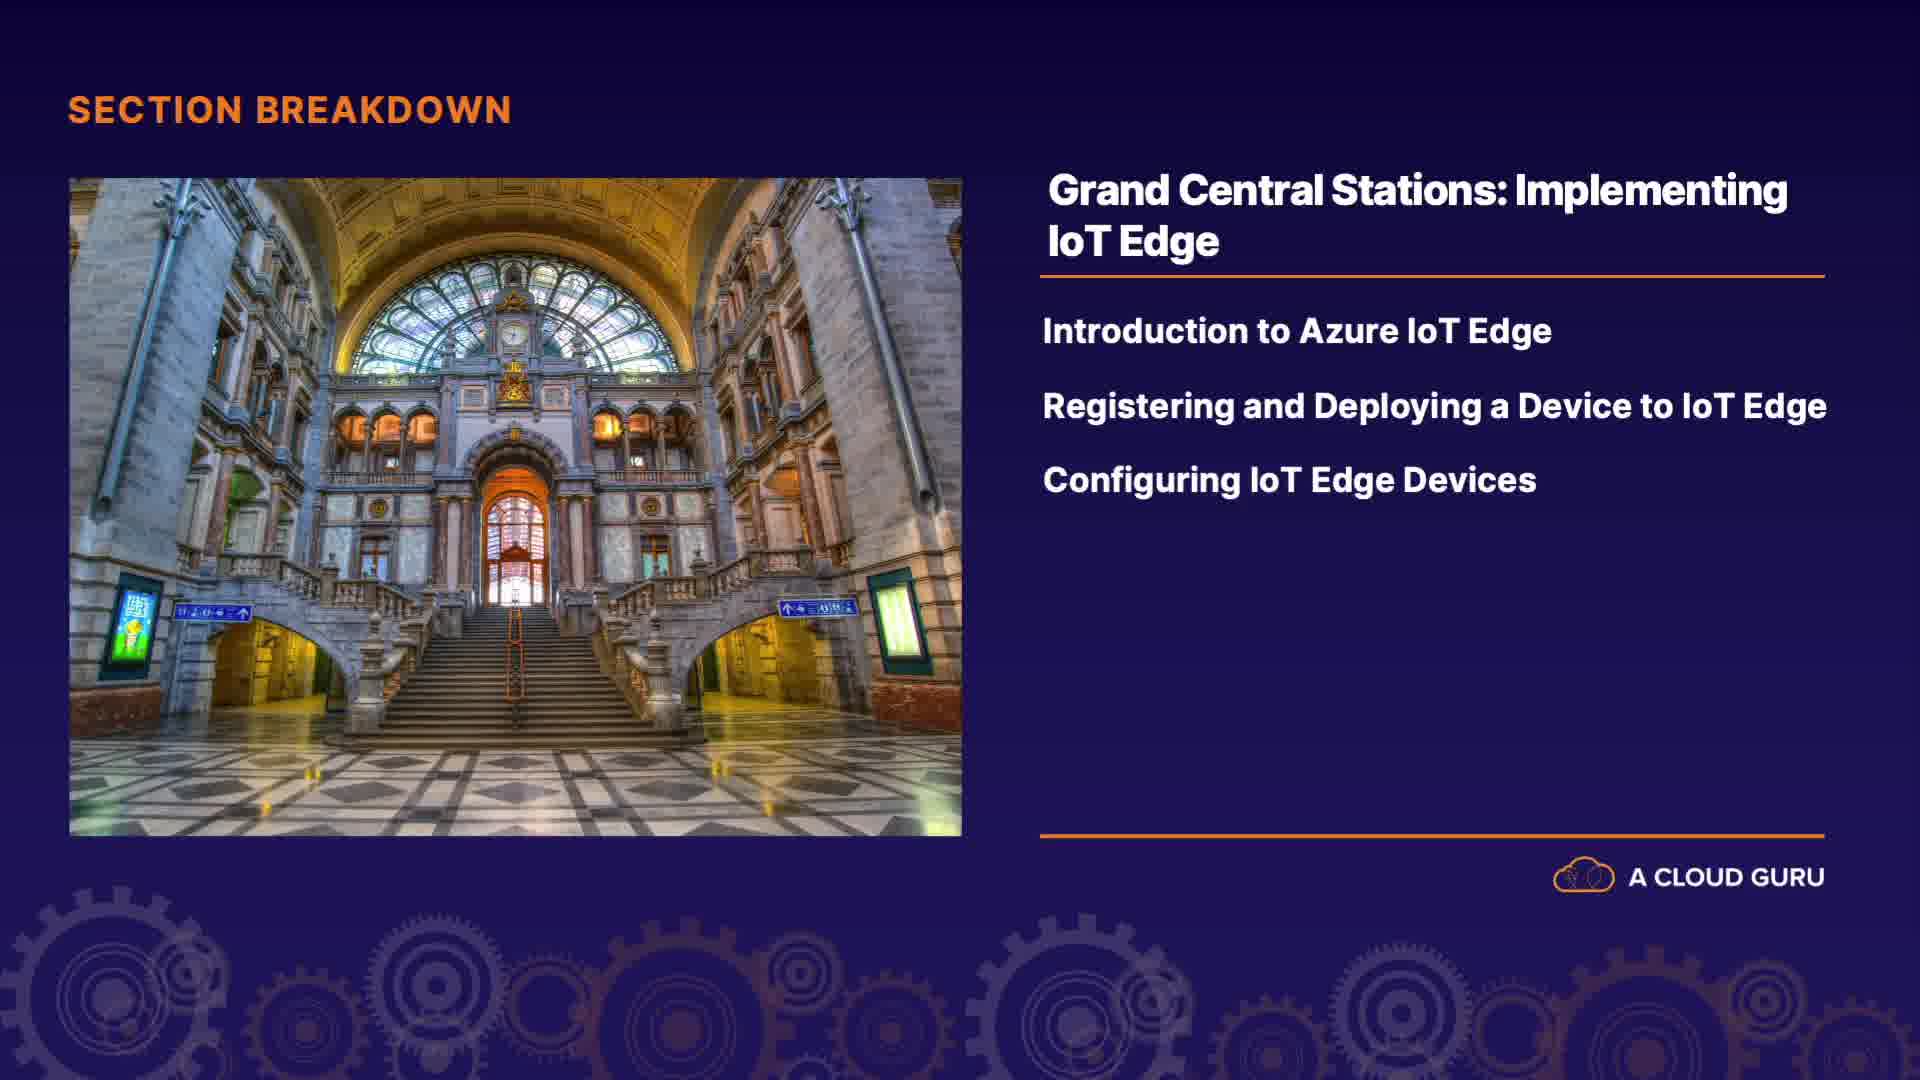 SECTION BREAKDOWN
Grand Central Stations: Implementing
IoT Edge
Introduction to Azure IoT Edge
Registering and Deploying a Device to IoT Edge
Configuring IoT Edge Devices
A CLOUD GURU